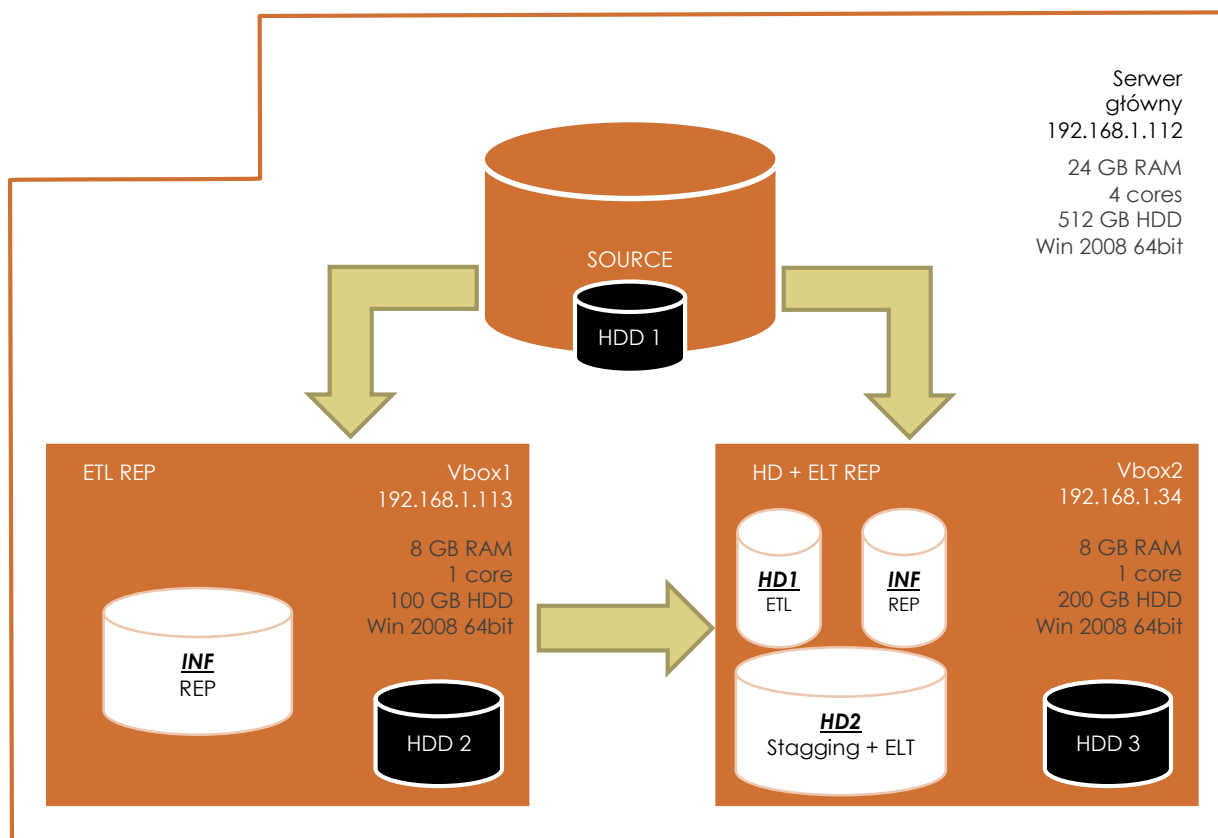 Serwer
główny
192.168.1.112
24 GB RAM
4 cores
512 GB HDD
Win 2008 64bit
SOURCE
HDD 1
ETL REP
Vbox1
192.168.1.113
8 GB RAM
1 core
100 GB HDD
Win 2008 64bit
INF
REP
HDD 2
HD + ELT REP
Vbox2
192.168.1.34
8 GB RAM
1 core
200 GB HDD
Win 2008 64bit
HD1
ETL
INF
REP
HD2
Stagging + ELT
HDD 3